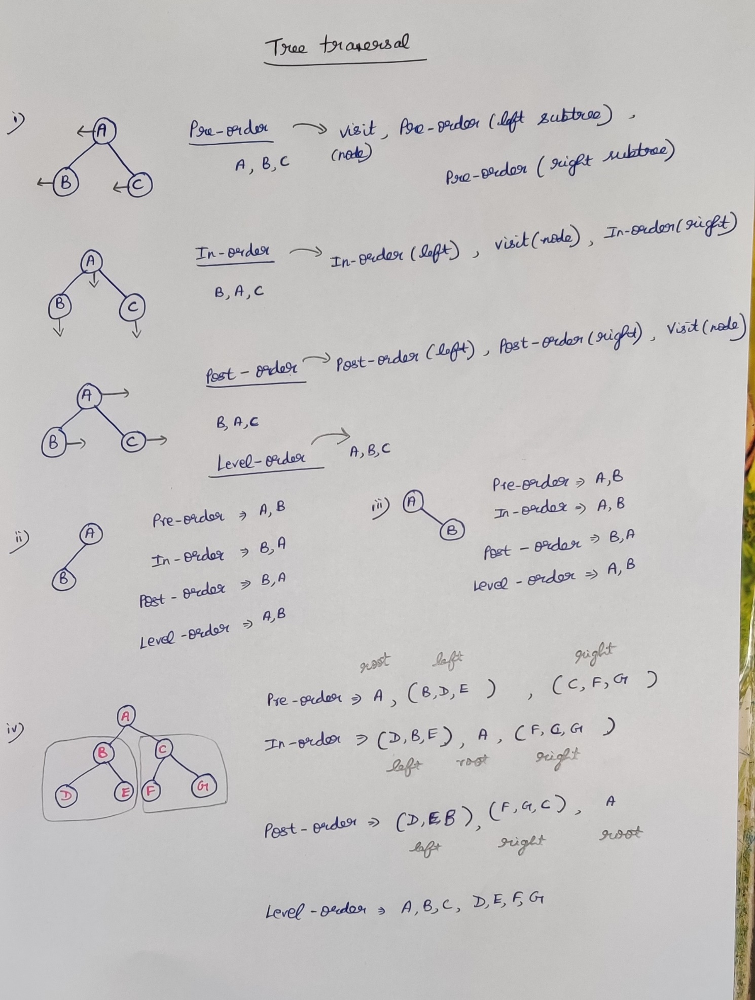 Tree traversal
i)
A
B
C
Pre-order → visit, Pre-order (left subtree),
(node)
A, B, C
Pre-order (right subtree)
A
B
C
In-order → In-order (left), visit (node), In-order (right)
B, A, C
A
B
C
Post-order → Post-order (left), Post-order (right), Visit (node)
B, A, C
Level-order → A, B, C
ii)
A
B
Pre-order ⇒ A, B
In-order ⇒ B, A
Post-order ⇒ B, A
Level-order ⇒ A, B
iii)
A
B
Pre-order ⇒ A, B
In-order ⇒ A, B
Post-order ⇒ B, A
Level-order ⇒ A, B
iv)
A
B C
D E F G
root left right
Pre-order ⇒ A, (B, D, E), (C, F, G)
In-order ⇒ (D, B, E), A, (F, C, G)
left root right
Post-order ⇒ (D, E, B), (F, G, C), A
left right root
Level-order ⇒ A, B, C, D, E, F, G